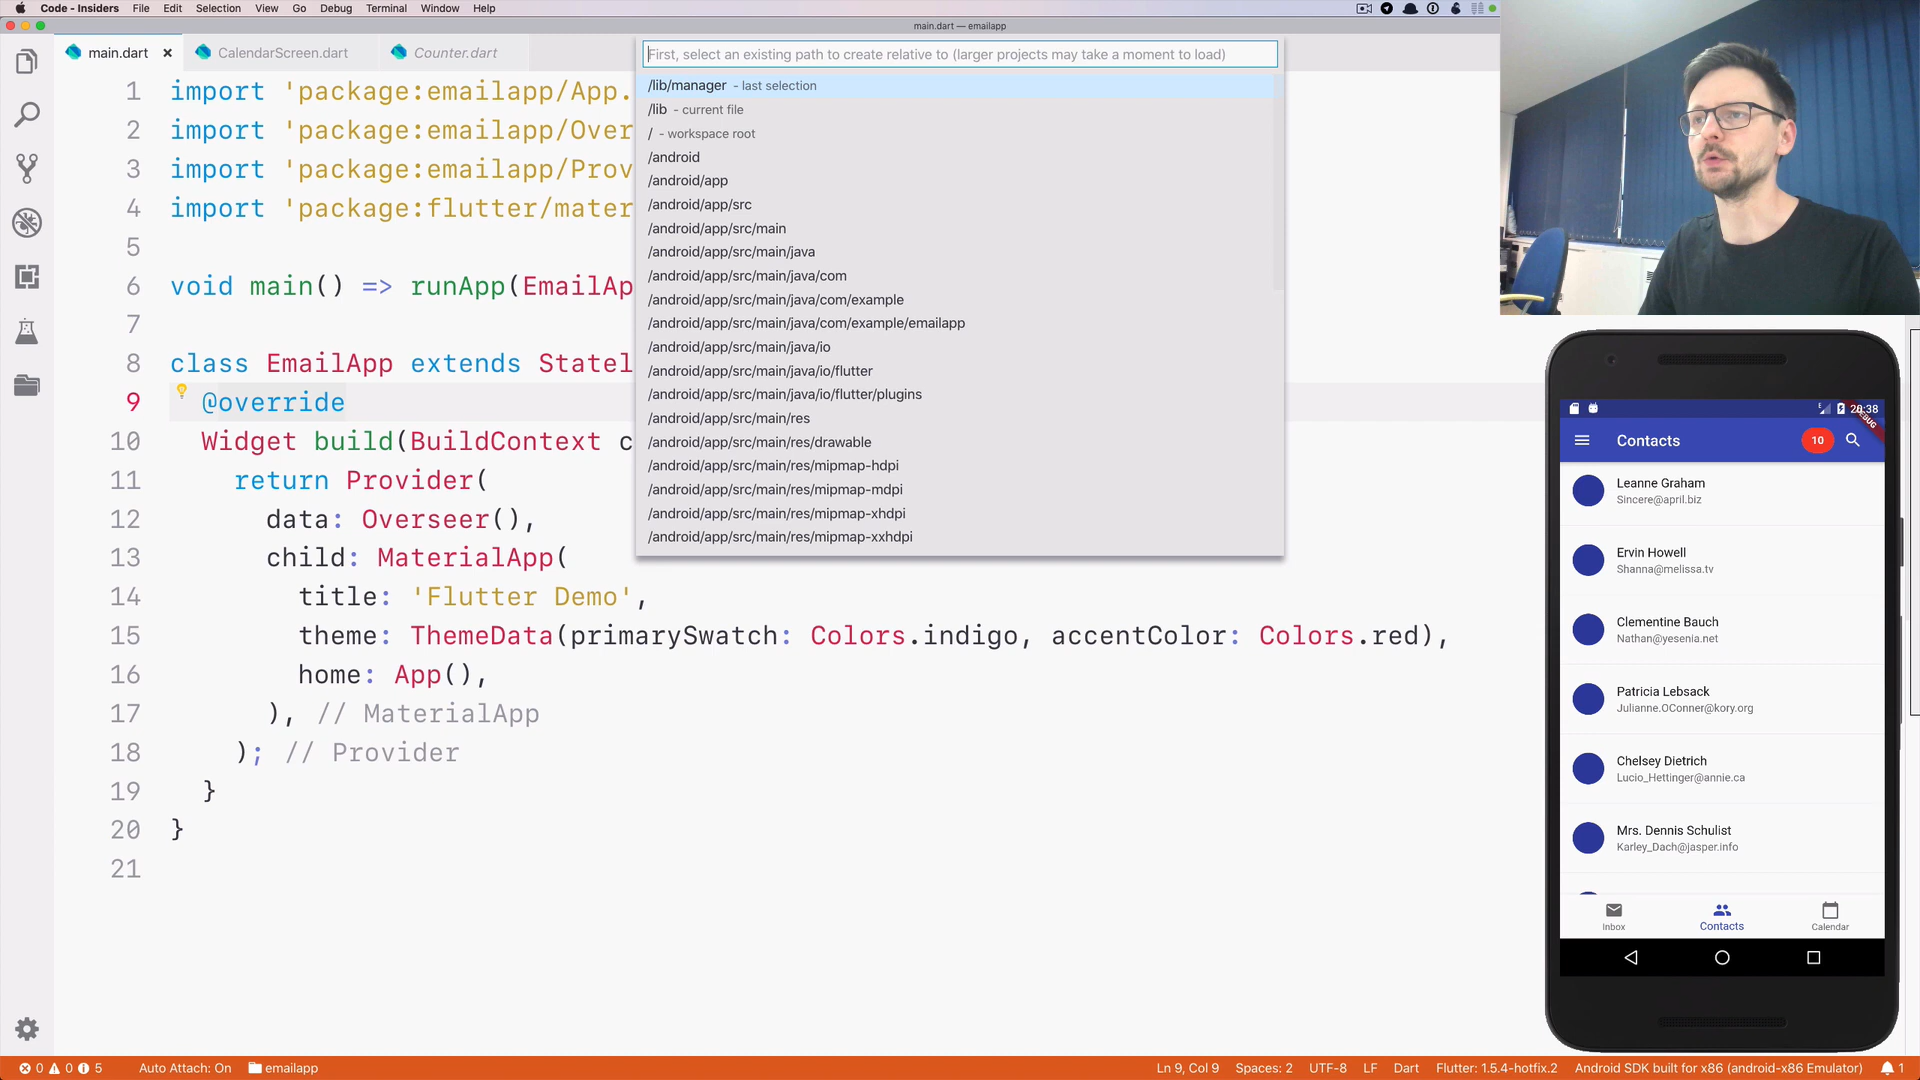 Code - Insiders File Edit Selection View Go Debug Terminal Window Help
main.dart — emailapp
main.dart CalendarScreen.dart Counter.dart
First, select an existing path to create relative to (larger projects may take a moment to load)
/lib/manager - last selection
/lib - current file
/ - workspace root
/android
/android/app
/android/app/src
/android/app/src/main
/android/app/src/main/java
/android/app/src/main/java/com
/android/app/src/main/java/com/example
/android/app/src/main/java/com/example/emailapp
/android/app/src/main/java/io
/android/app/src/main/java/io/flutter
/android/app/src/main/java/io/flutter/plugins
/android/app/src/main/res
/android/app/src/main/res/drawable
/android/app/src/main/res/mipmap-hdpi
/android/app/src/main/res/mipmap-mdpi
/android/app/src/main/res/mipmap-xhdpi
/android/app/src/main/res/mipmap-xxhdpi
1 import 'package:emailapp/App.
2 import 'package:emailapp/Over
3 import 'package:emailapp/Prov
4 import 'package:flutter/mater
5
6 void main() => runApp(EmailAp
7
8 class EmailApp extends Statel
9 @override
10 Widget build(BuildContext c
11 return Provider(
12 data: Overseer(),
13 child: MaterialApp(
14 title: 'Flutter Demo',
15 theme: ThemeData(primarySwatch: Colors.indigo, accentColor: Colors.red),
16 home: App(),
17 ), // MaterialApp
18 ); // Provider
19 }
20 }
21
20:38
DEBUG
Contacts 10
Leanne Graham
Sincere@april.biz
Ervin Howell
Shanna@melissa.tv
Clementine Bauch
Nathan@yesenia.net
Patricia Lebsack
Julianne.OConner@kory.org
Chelsey Dietrich
Lucio_Hettinger@annie.ca
Mrs. Dennis Schulist
Karley_Dach@jasper.info
Inbox Contacts Calendar
0 0 5 Auto Attach: On emailapp Ln 9, Col 9 Spaces: 2 UTF-8 LF Dart Flutter: 1.5.4-hotfix.2 Android SDK built for x86 (android-x86 Emulator) 1